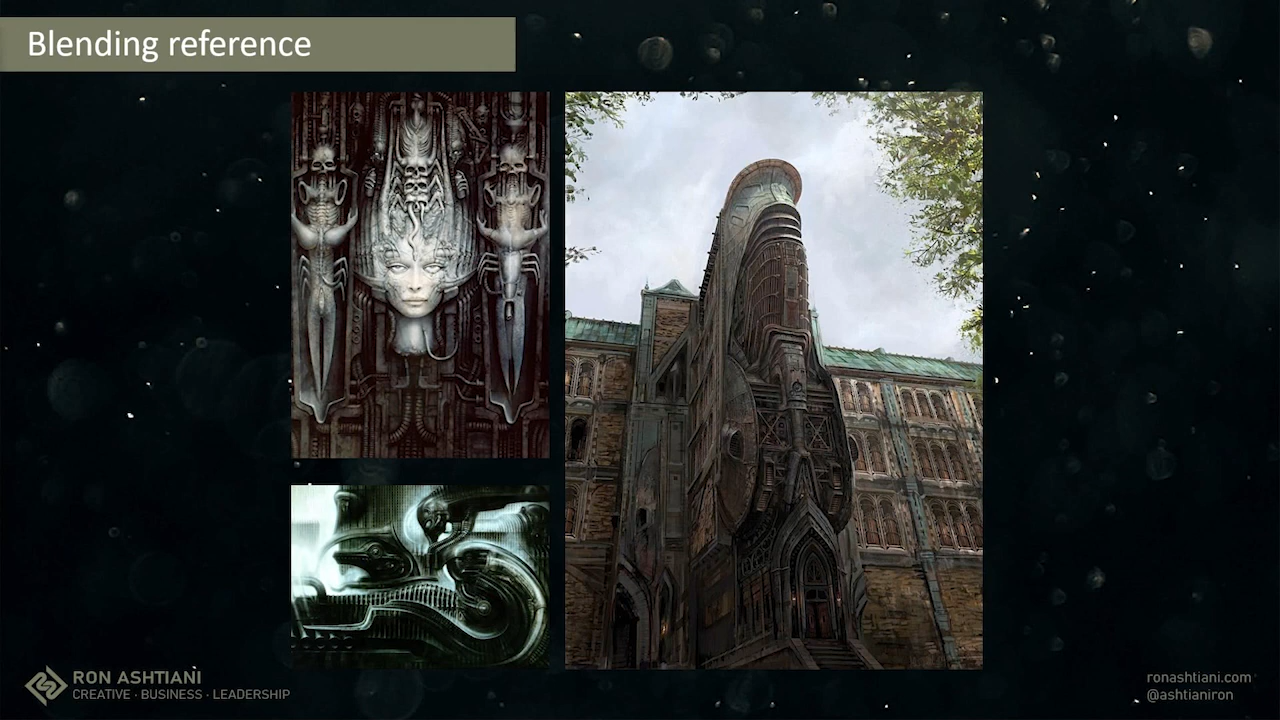 Blending reference
RON ASHTIANI
CREATIVE · BUSINESS · LEADERSHIP
ronashtiani.com
@ashtianiron